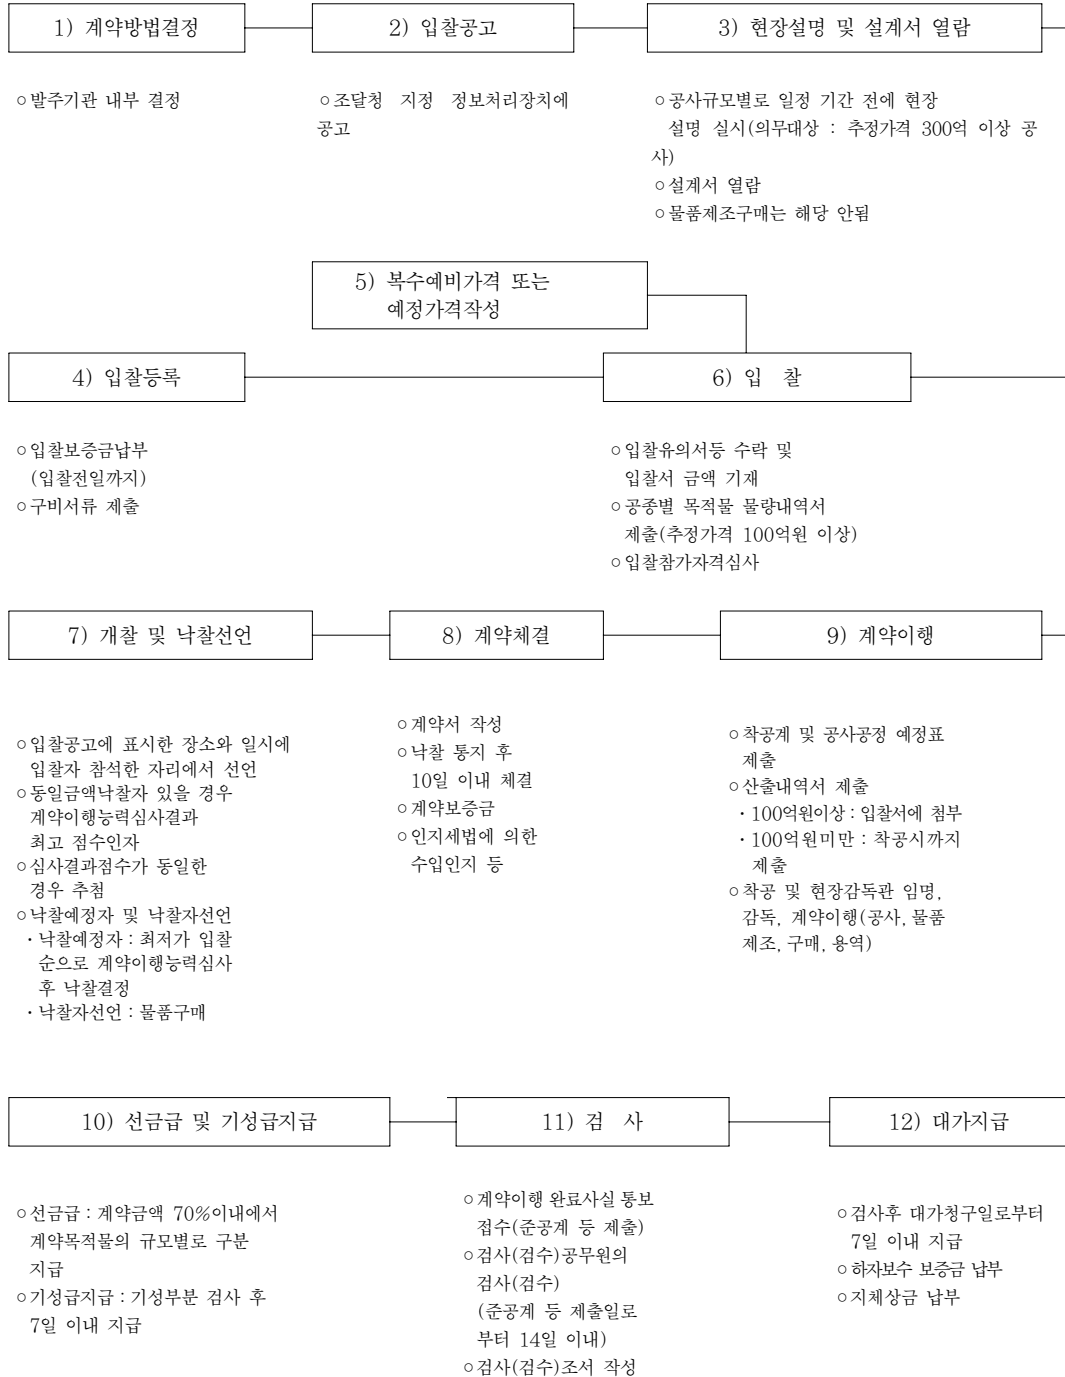 1) 계약방법결정
2) 입찰공고
3) 현장설명 및 설계서 열람
○발주기관 내부 결정
○조달청 지정 정보처리장치에
공고
○공사규모별로 일정 기간 전에 현장
설명 실시(의무대상 : 추정가격 300억 이상 공
사)
○설계서 열람
○물품제조구매는 해당 안됨
5) 복수예비가격 또는
예정가격작성
4) 입찰등록
6) 입 찰
○입찰보증금납부
(입찰전일까지)
○구비서류 제출
○입찰유의서등 수락 및
입찰서 금액 기재
○공종별 목적물 물량내역서
제출(추정가격 100억원 이상)
○입찰참가자격심사
7) 개찰 및 낙찰선언
8) 계약체결
9) 계약이행
○입찰공고에 표시한 장소와 일시에
입찰자 참석한 자리에서 선언
○동일금액낙찰자 있을 경우
계약이행능력심사결과
최고 점수인자
○심사결과점수가 동일한
경우 추첨
○낙찰예정자 및 낙찰자선언
· 낙찰예정자 : 최저가 입찰
순으로 계약이행능력심사
후 낙찰결정
· 낙찰자선언 : 물품구매
○계약서 작성
○낙찰 통지 후
10일 이내 체결
○계약보증금
○인지세법에 의한
수입인지 등
○착공계 및 공사공정 예정표
제출
○산출내역서 제출
· 100억원이상 : 입찰서에 첨부
· 100억원미만 : 착공시까지
제출
○착공 및 현장감독관 임명,
감독, 계약이행(공사, 물품
제조, 구매, 용역)
10) 선금급 및 기성급지급
11) 검 사
12) 대가지급
○선금급 : 계약금액 70%이내에서
계약목적물의 규모별로 구분
지급
○기성급지급 : 기성부분 검사 후
7일 이내 지급
○계약이행 완료사실 통보
접수(준공계 등 제출)
○검사(검수)공무원의
검사(검수)
(준공계 등 제출일로
부터 14일 이내)
○검사(검수)조서 작성
○검사후 대가청구일로부터
7일 이내 지급
○하자보수 보증금 납부
○지체상금 납부